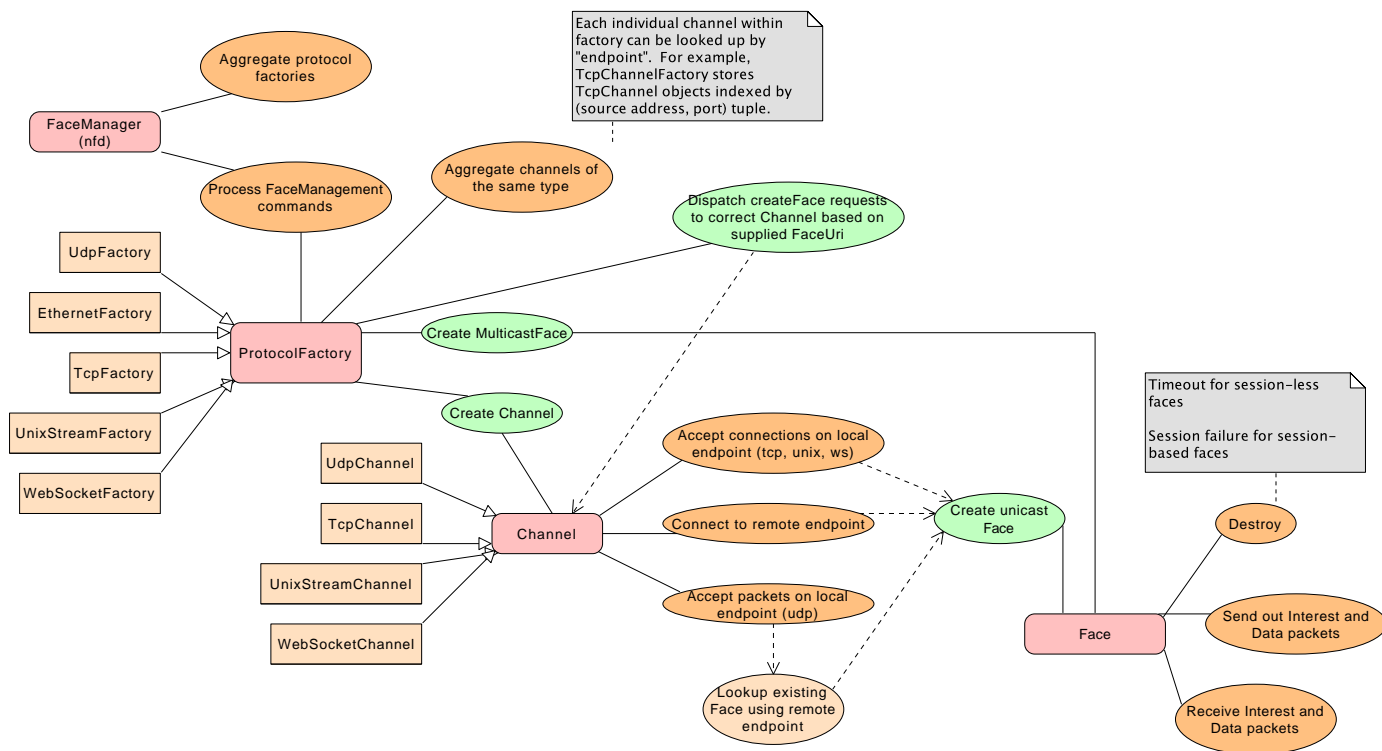 Each individual channel within
factory can be looked up by
"endpoint".  For example,
TcpChannelFactory stores
TcpChannel objects indexed by
(source address, port) tuple.
Aggregate protocol
factories
FaceManager
(nfd)
Process FaceManagement
commands
Aggregate channels of
the same type
Dispatch createFace requests
to correct Channel based on
supplied FaceUri
UdpFactory
EthernetFactory
TcpFactory
UnixStreamFactory
WebSocketFactory
ProtocolFactory
Create MulticastFace
Create Channel
Timeout for session-less
faces
Session failure for session-
based faces
UdpChannel
TcpChannel
UnixStreamChannel
WebSocketChannel
Channel
Accept connections on local
endpoint (tcp, unix, ws)
Connect to remote endpoint
Accept packets on local
endpoint (udp)
Lookup existing
Face using remote
endpoint
Create unicast
Face
Destroy
Face
Send out Interest and
Data packets
Receive Interest and
Data packets